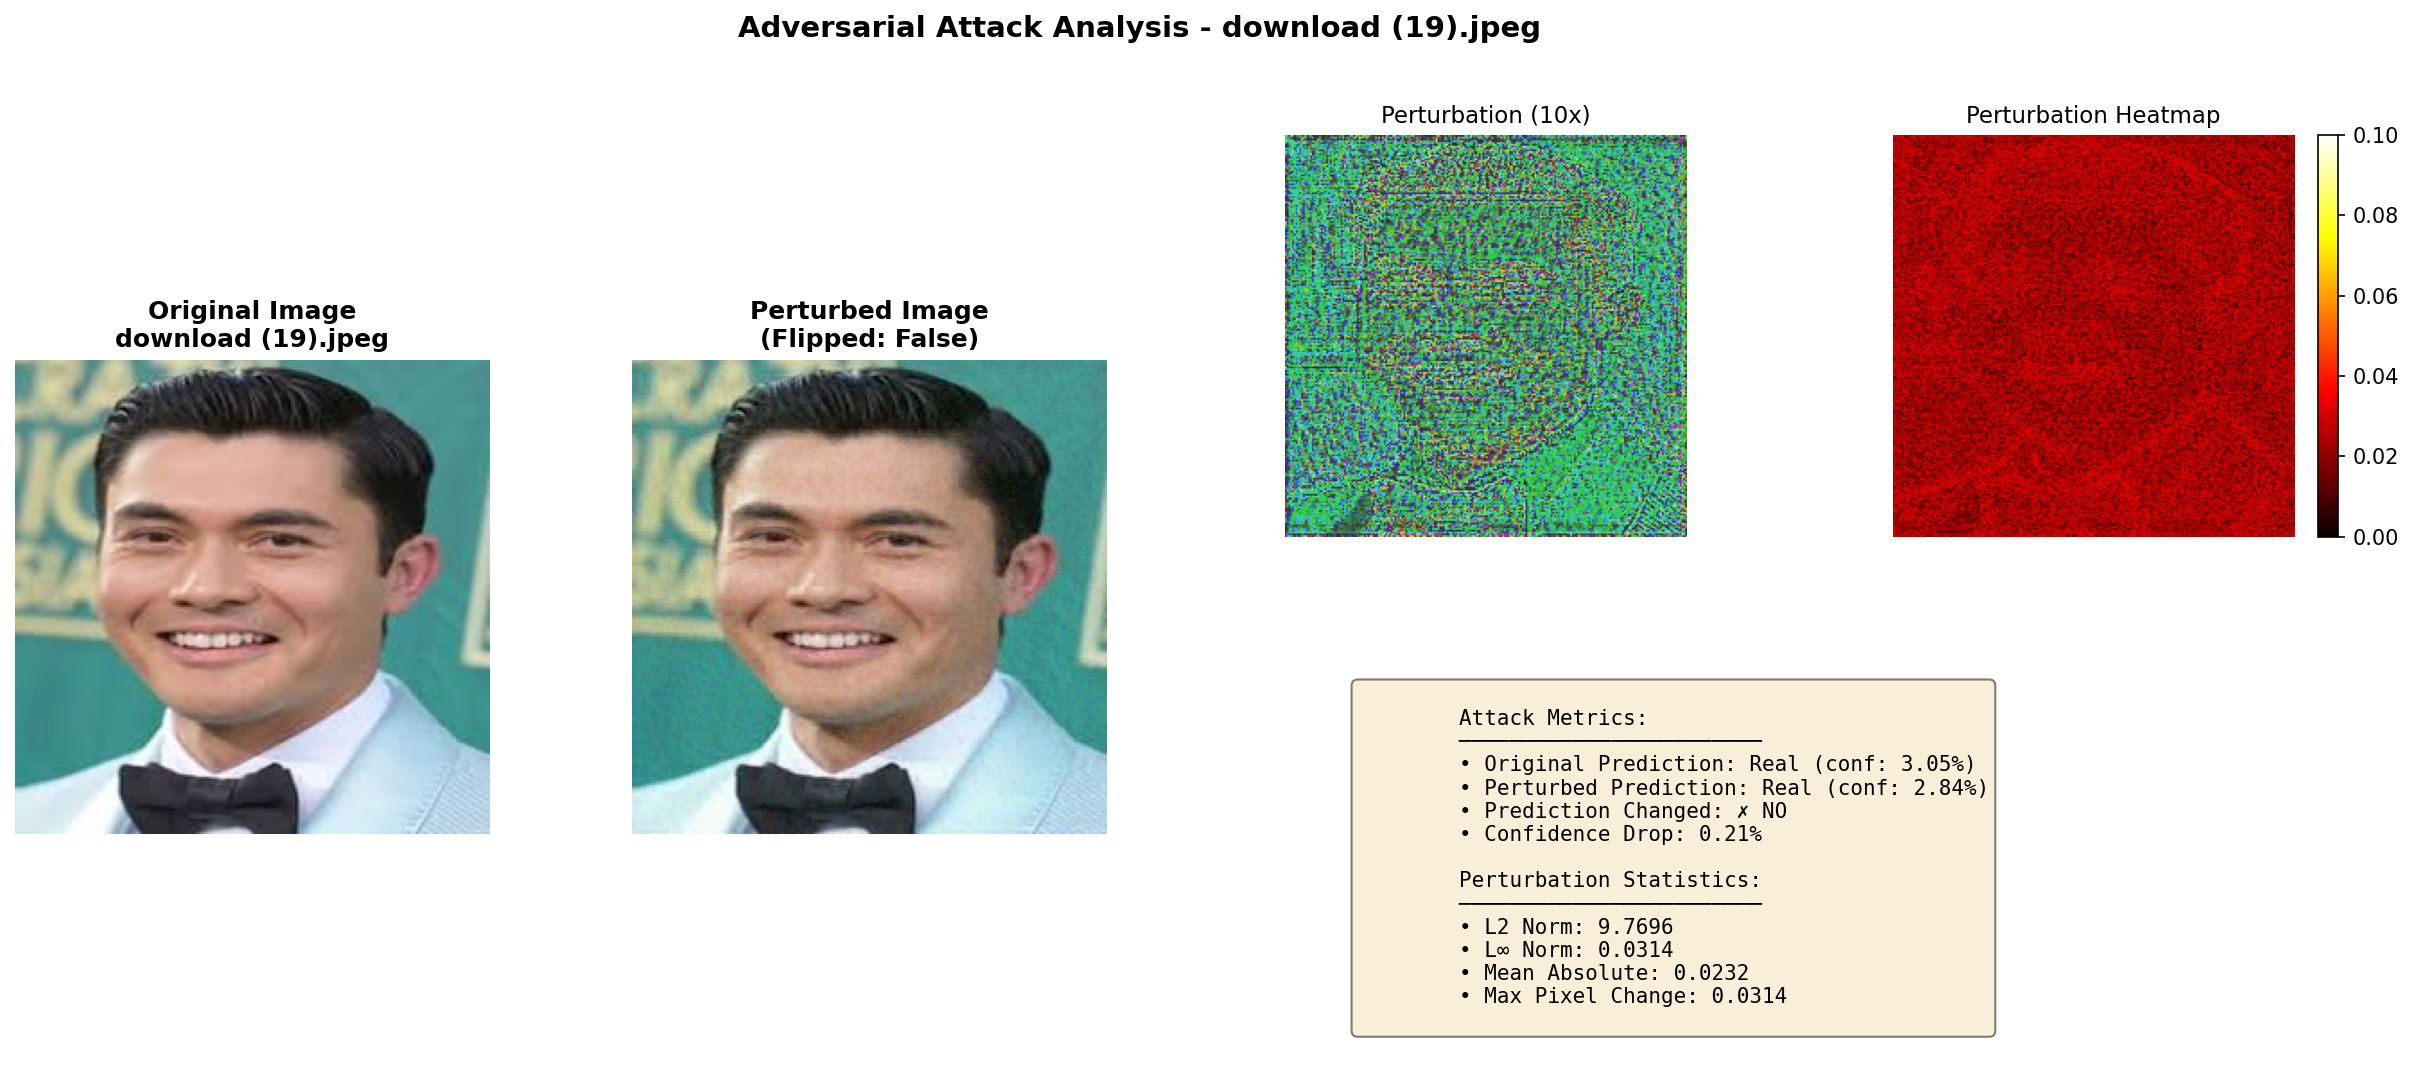 Adversarial Attack Analysis - download (19).jpeg
Original Image
download (19).jpeg
Perturbed Image
(Flipped: False)
Perturbation (10x)
Perturbation Heatmap
0.10
0.08
0.06
0.04
0.02
0.00
Attack Metrics:
• Original Prediction: Real (conf: 3.05%)
• Perturbed Prediction: Real (conf: 2.84%)
• Prediction Changed: ✗ NO
• Confidence Drop: 0.21%
Perturbation Statistics:
• L2 Norm: 9.7696
• L∞ Norm: 0.0314
• Mean Absolute: 0.0232
• Max Pixel Change: 0.0314